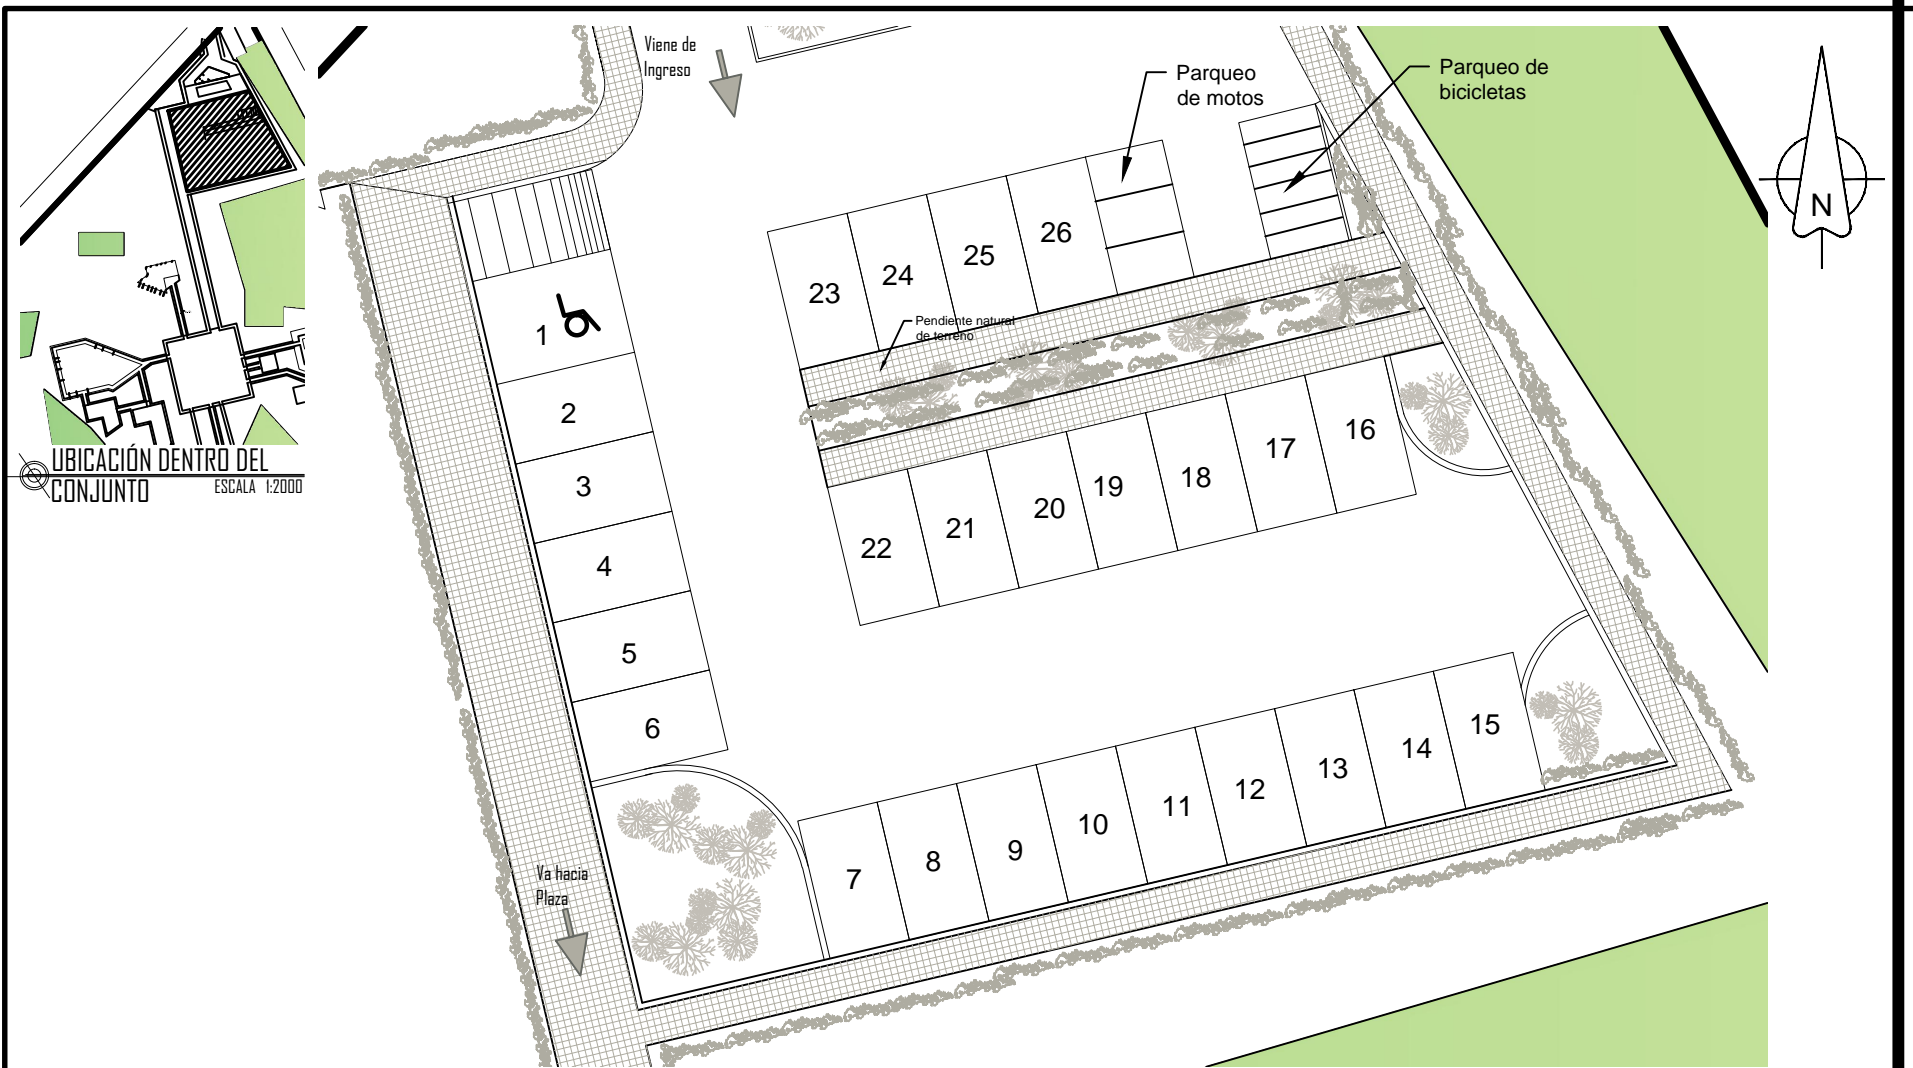 Viene de
Ingreso
Parqueo
de motos
Parqueo de
bicicletas
N
UBICACIÓN DENTRO DEL
CONJUNTO
ESCALA 1:2000
23
24
25
26
Pendiente natural
de terreno
1
2
3
4
5
6
22
21
20
19
18
17
16
7
8
9
10
11
12
13
14
15
Va hacia
Plaza